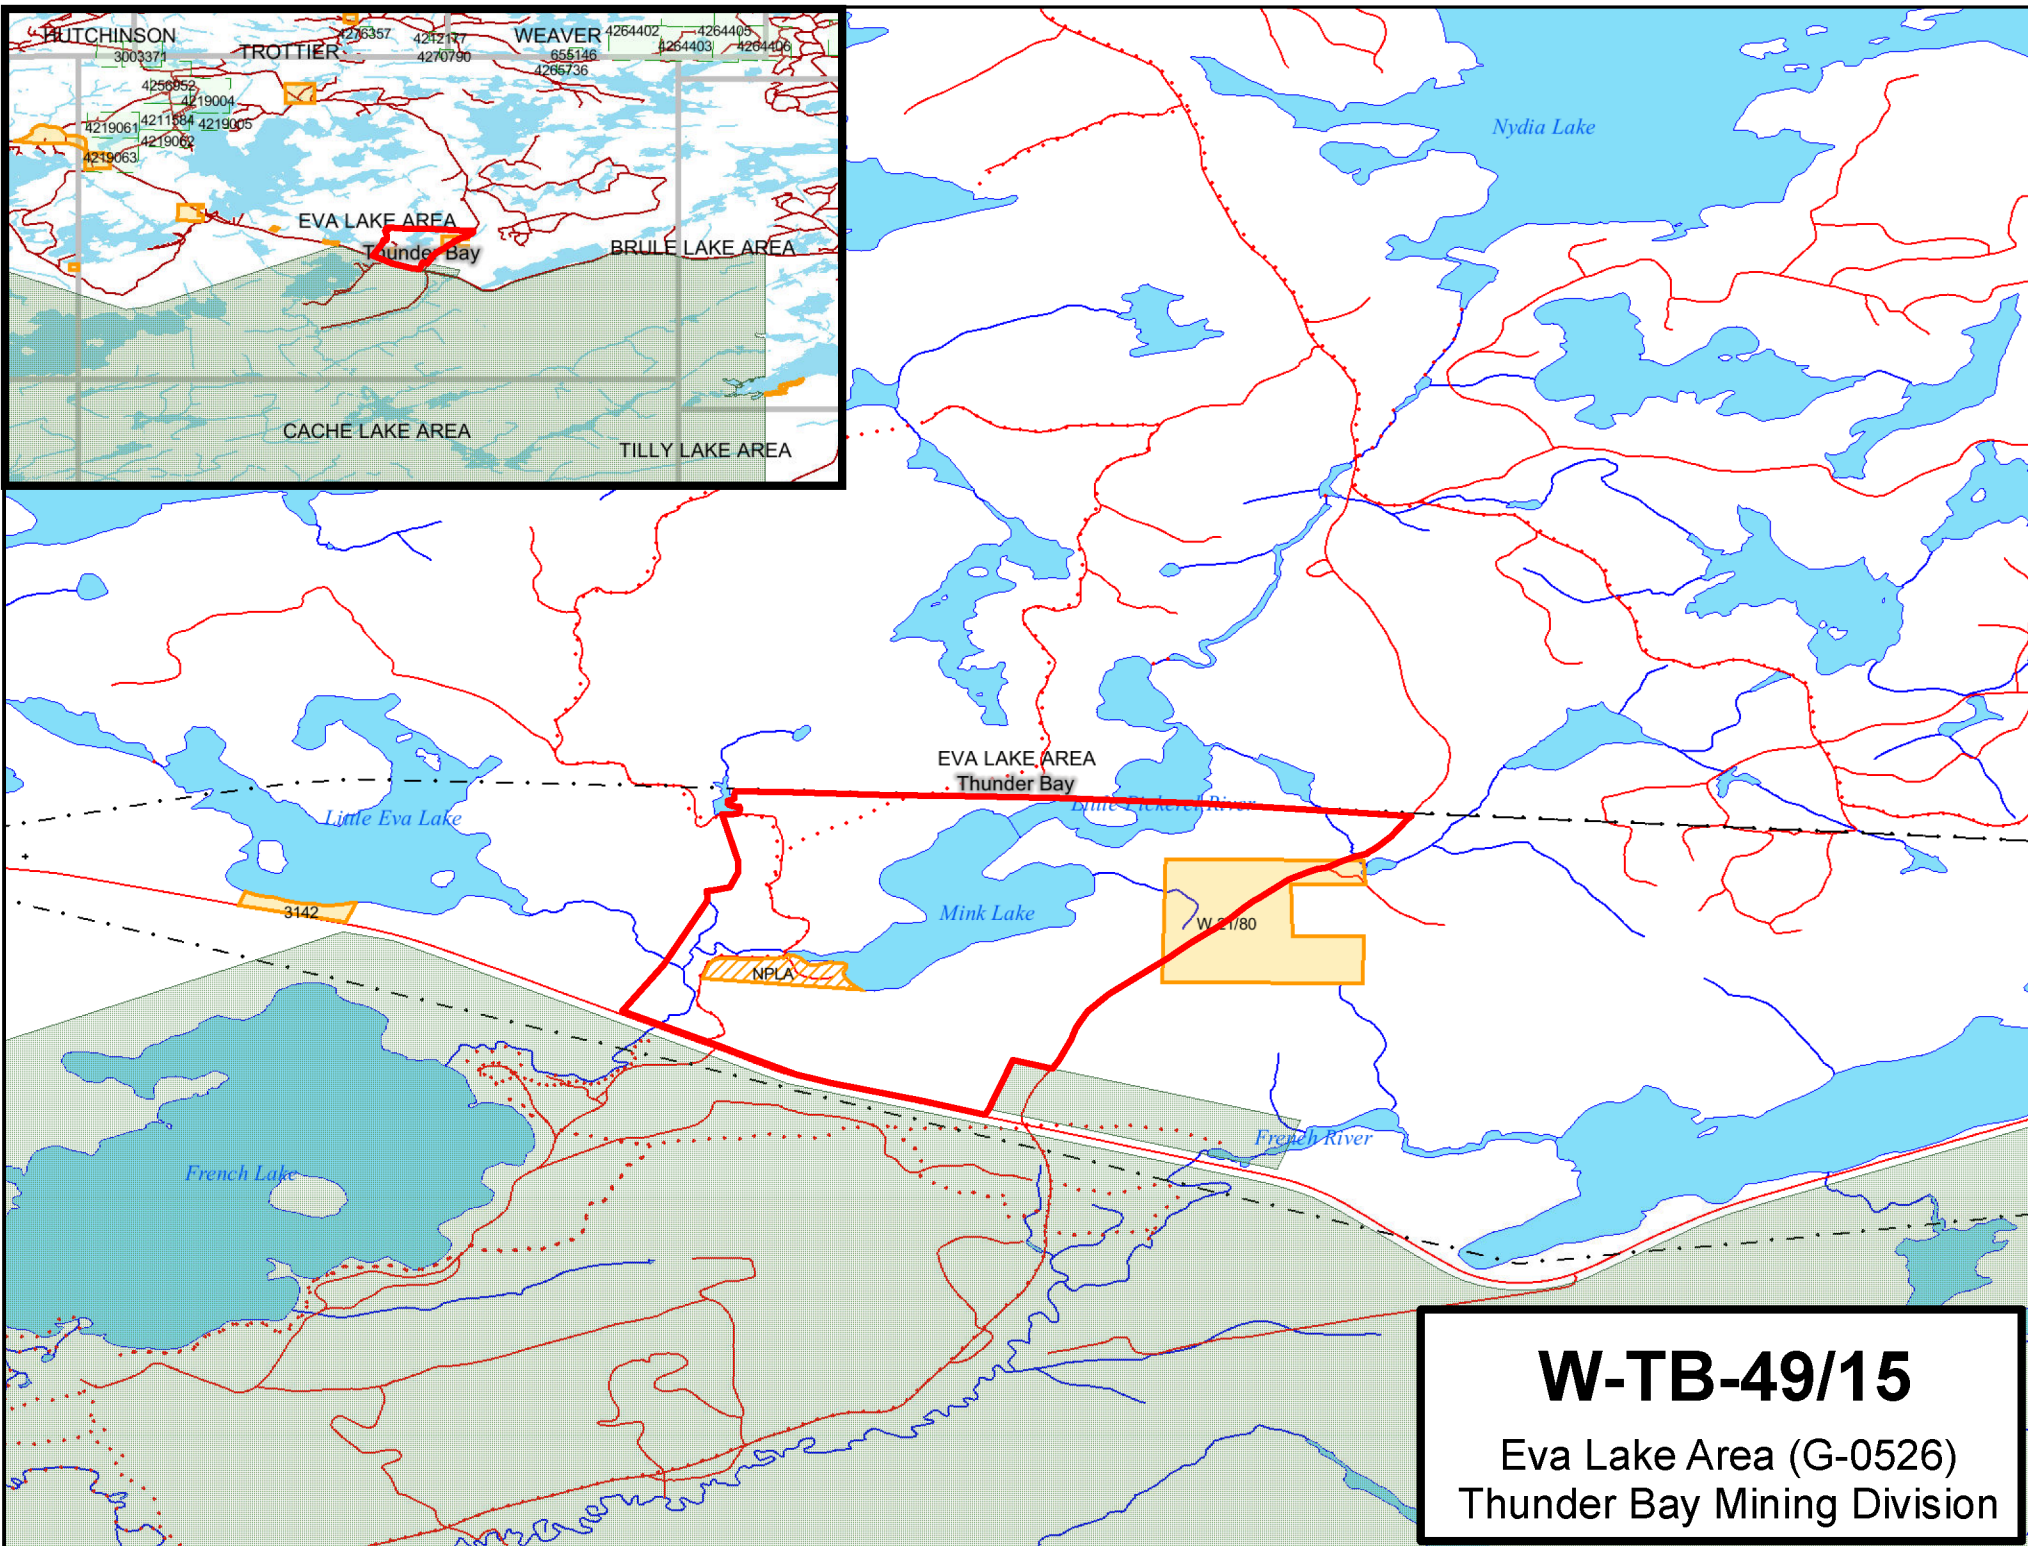 HUTCHINSON
3003371
TROTTIER
4276357
4242177
4270790
WEAVER
655146
4265736
4264402
4264403
4264405
4264406
4256952
4219004
4219061
4211584
4219005
4219062
4219063
EVA LAKE AREA
Thunder Bay
BRULE LAKE AREA
CACHE LAKE AREA
TILLY LAKE AREA
Nydia Lake
EVA LAKE AREA
Thunder Bay
Little Pickerel River
Little Eva Lake
3142
Mink Lake
W-21/80
NPLA
French River
French Lake
W-TB-49/15
Eva Lake Area (G-0526)
Thunder Bay Mining Division